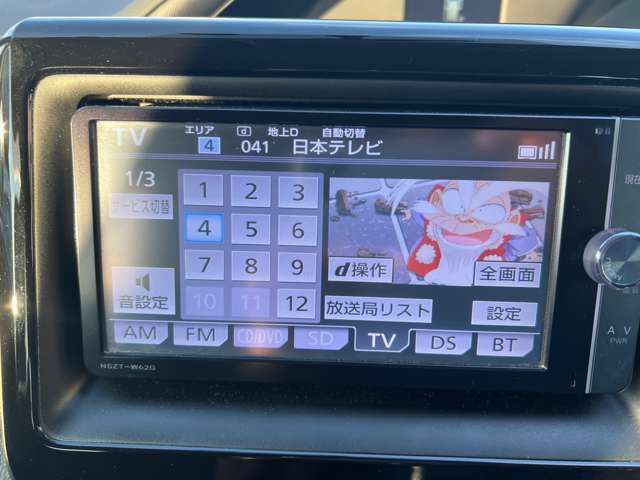 TV エリア 4 d 地上D 自動切替
041 日本テレビ
1/3
サービス切替
1 2 3
4 5 6
7 8 9
10 11 12
音設定
d操作 全画面
放送局リスト 設定
AM FM CD/DVD SD TV DS BT
NSZT-W62G
現在
A V
PWR